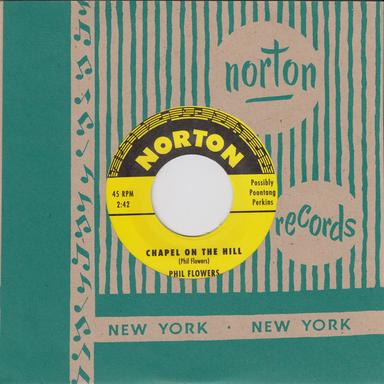 norton
NORTON
45 RPM
2:42
Possibly
Poontang
Perkins
records
CHAPEL ON THE HILL
(Phil Flowers)
PHIL FLOWERS
NEW YORK · NEW YORK